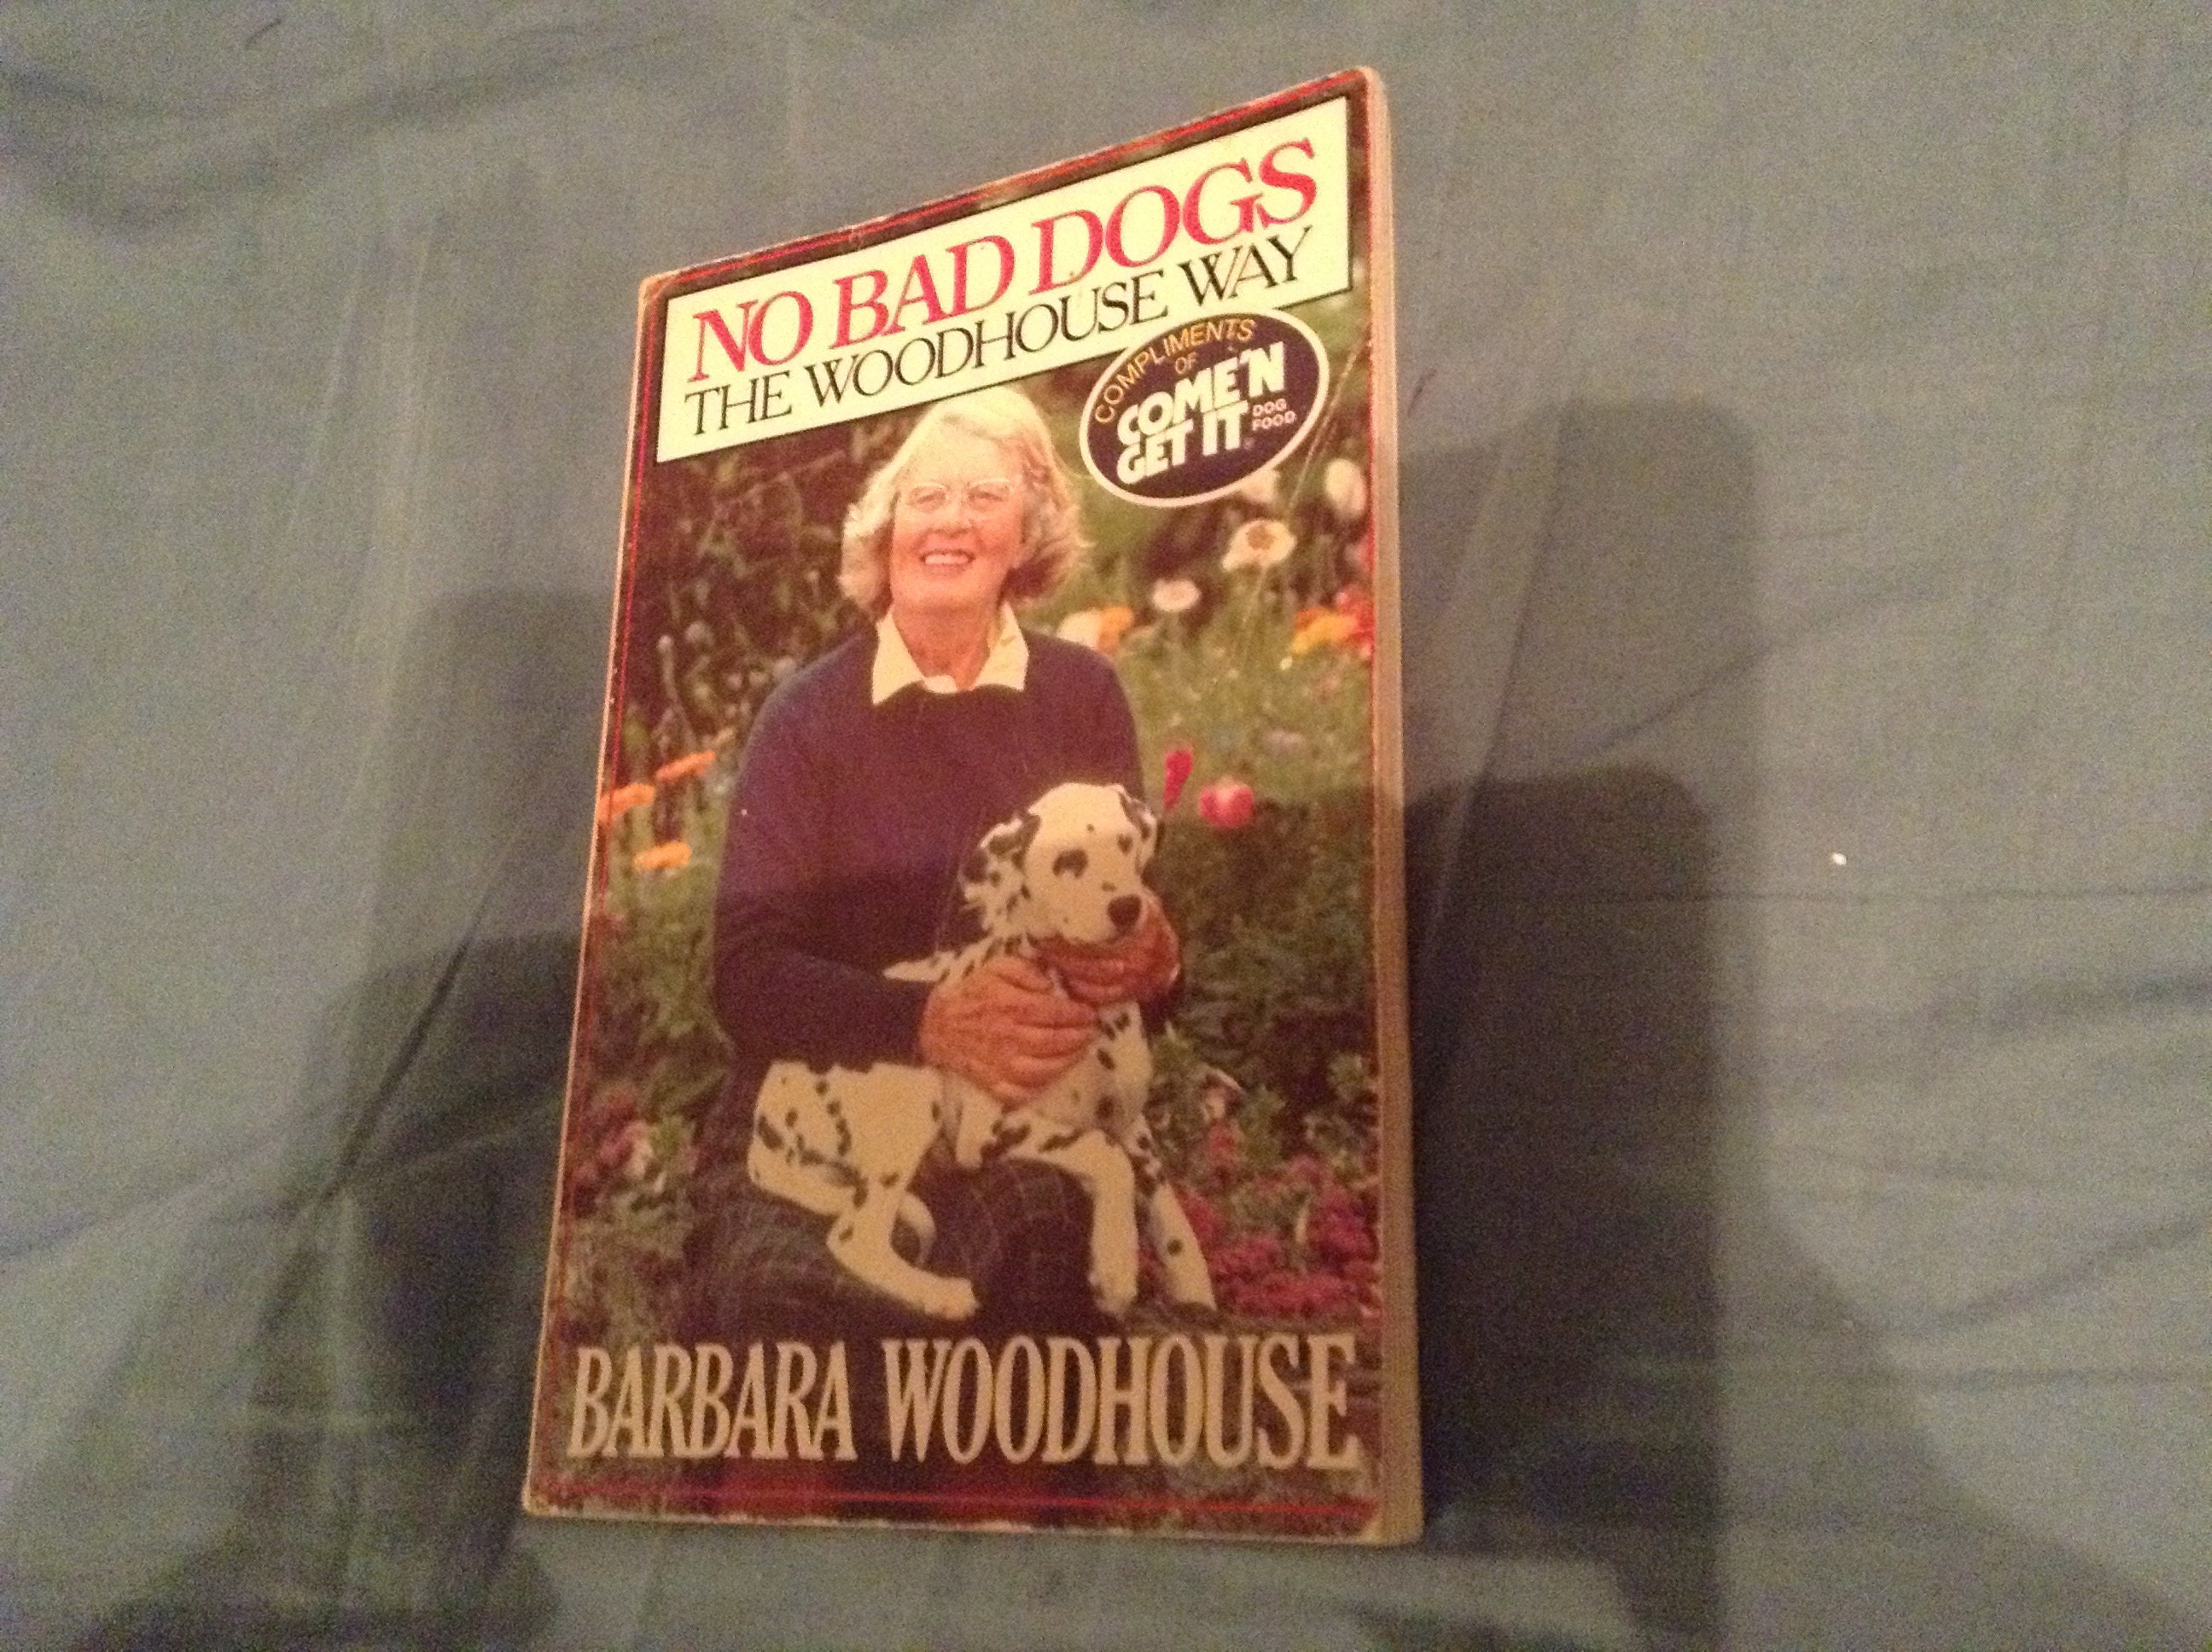 NO BAD DOGS
THE WOODHOUSE WAY
COMPLIMENTS
OF
COME'N
GET IT
DOG
FOOD
BARBARA WOODHOUSE